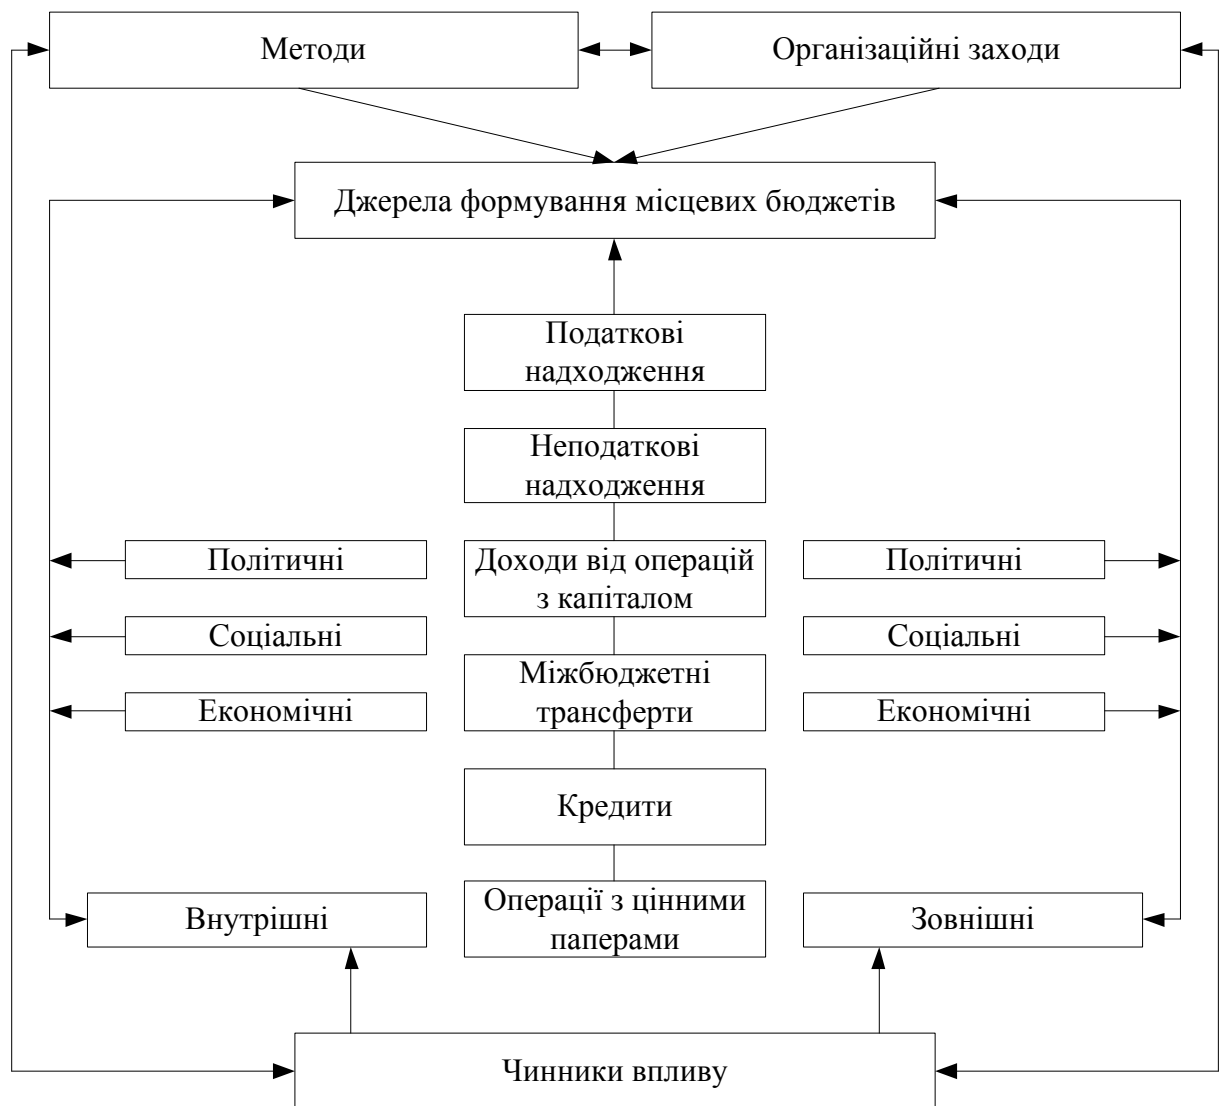 Методи
Організаційні заходи
Джерела формування місцевих бюджетів
Податкові
надходження
Неподаткові
надходження
Політичні
Доходи від операцій
з капіталом
Політичні
Соціальні
Соціальні
Міжбюджетні
трансферти
Економічні
Економічні
Кредити
Внутрішні
Операції з цінними
паперами
Зовнішні
Чинники впливу